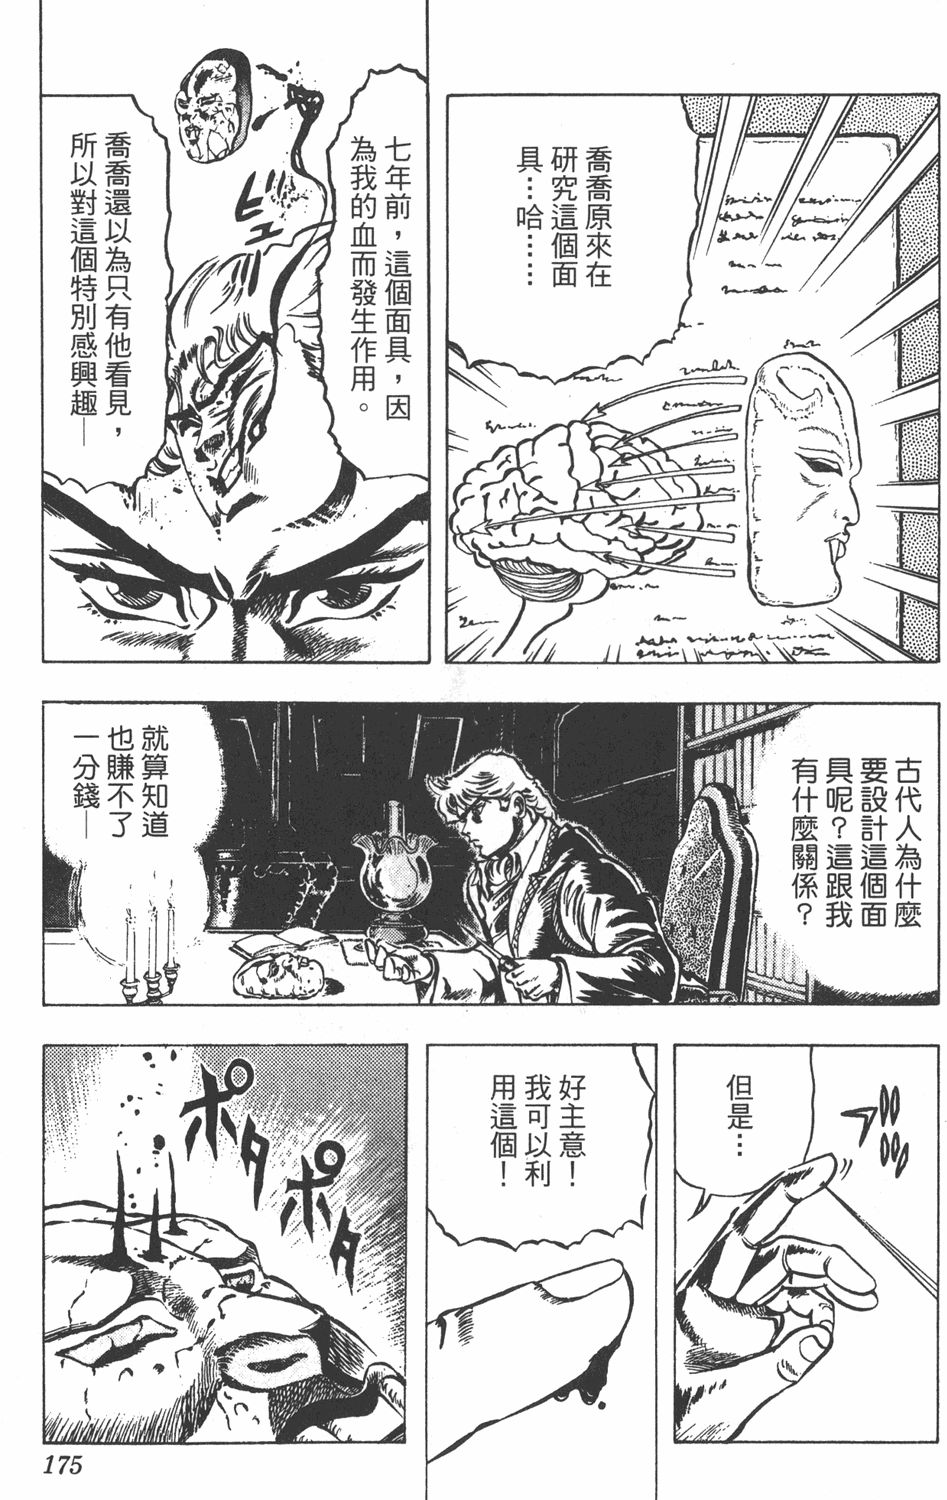 喬喬原來在
研究這個面
具…哈……
七年前，這個面具，因
為我的血而發生作用。
ビュ
喬喬還以為只有他看見，
所以對這個特別感興趣—
古代人為什麼
要設計這個面
具呢？這跟我
有什麼關係？
就算知道
也賺不了
一分錢—
但是…
好主意！
我可以利
用這個！
ポタ
ポタ
175